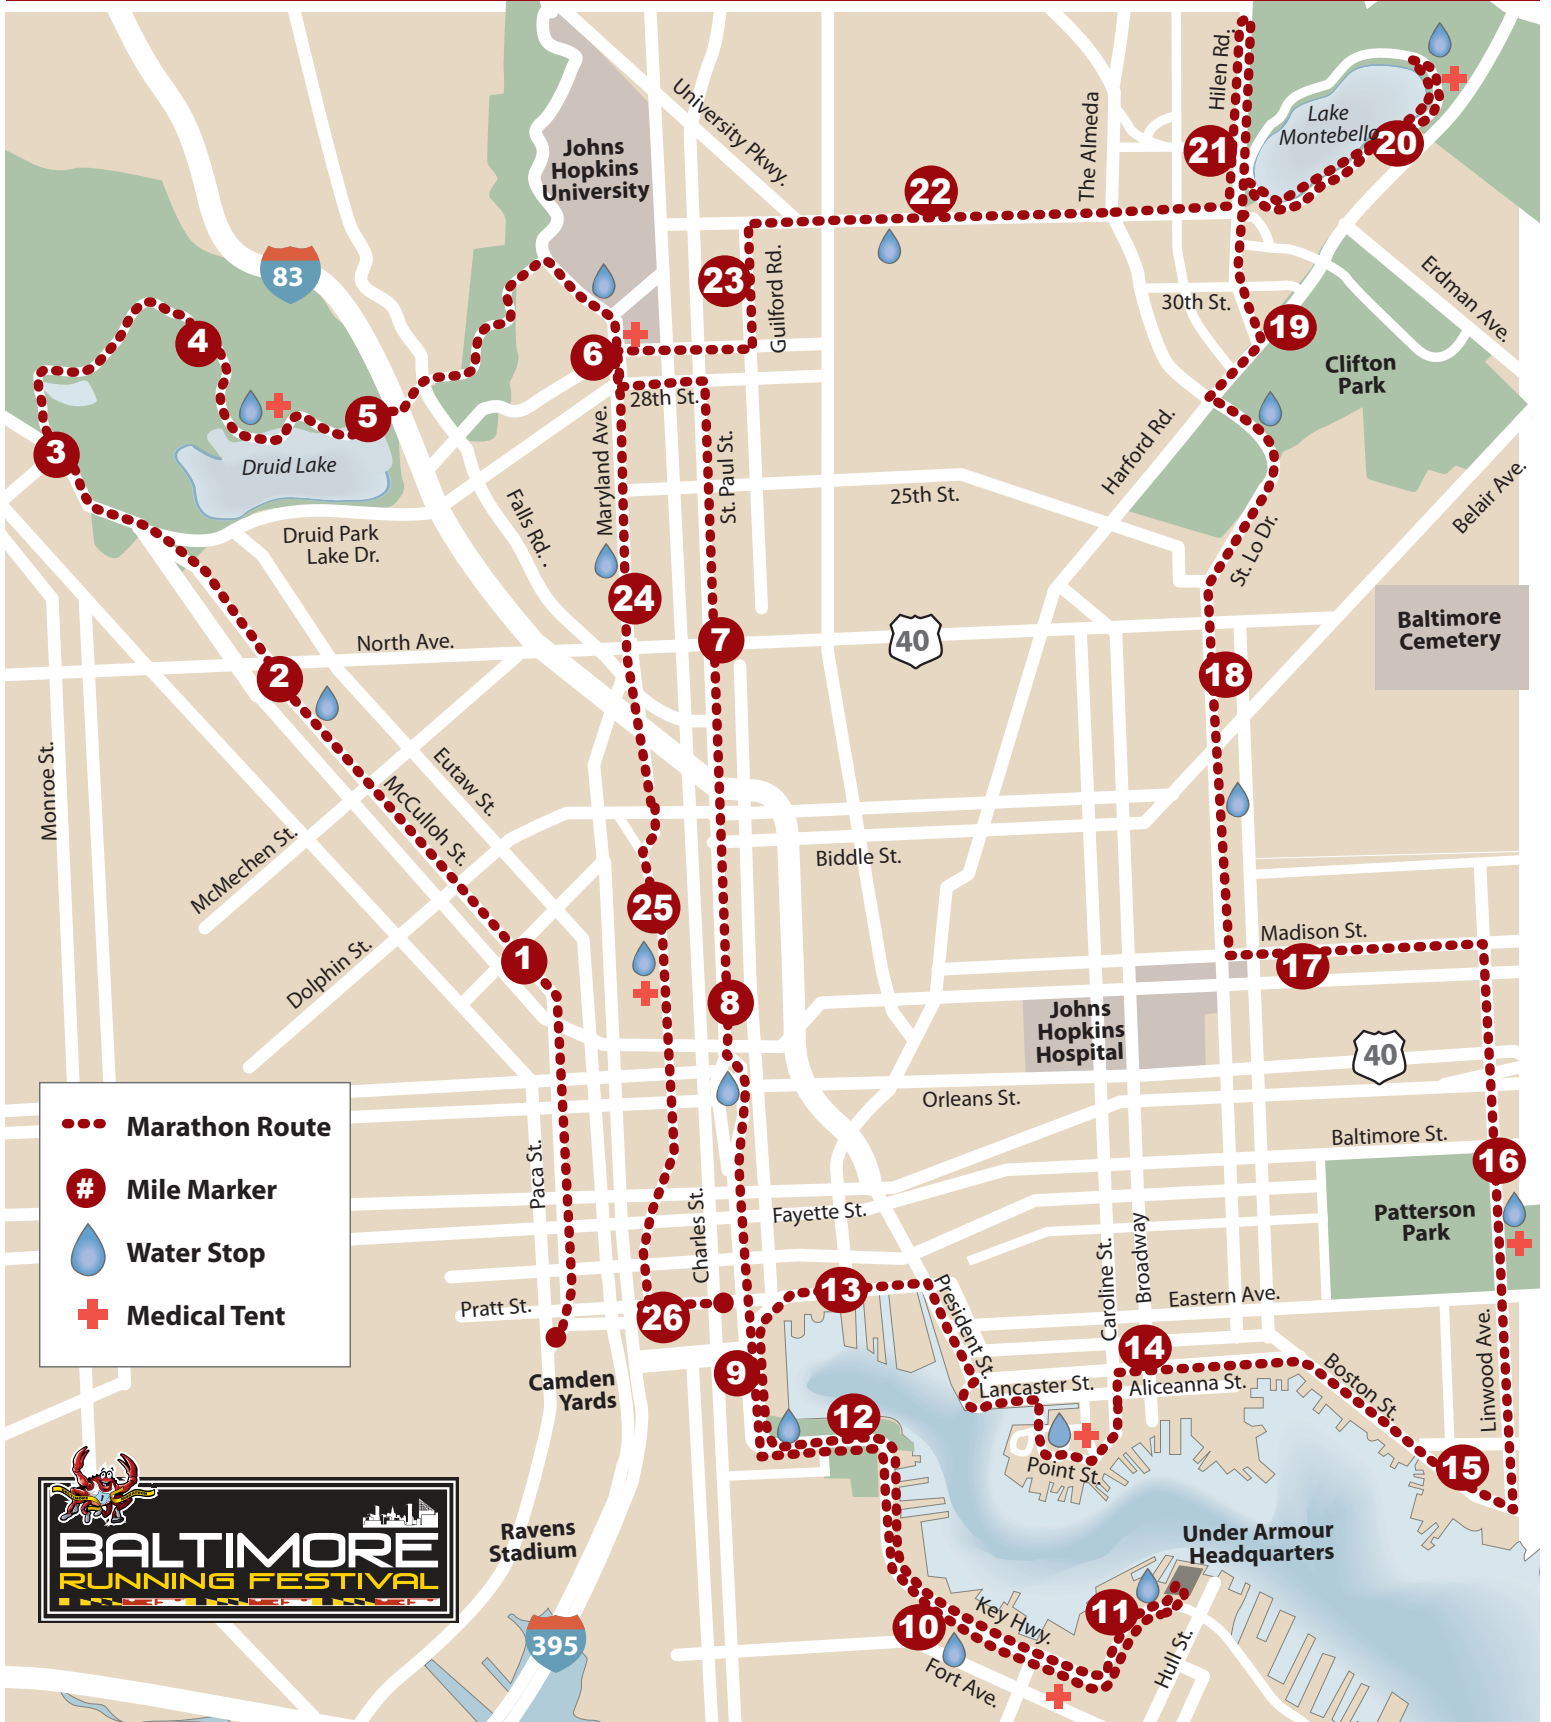 Hilen Rd.
Lake
Montebello
20
University Pkwy.
The Almeda
Johns
Hopkins
University
21
22
83
23
Guilford Rd.
Erdman Ave.
30th St.
19
4
6
Clifton
Park
28th St.
5
3
Druid Lake
Maryland Ave.
St. Paul St.
Harford Rd.
25th St.
Belair Ave.
Falls Rd.
Druid Park
Lake Dr.
St. Lo Dr.
24
Baltimore
Cemetery
North Ave.
7
40
2
18
Monroe St.
Eutaw St.
McCulloh St.
McMechen St.
Biddle St.
25
Madison St.
1
17
Dolphin St.
8
Johns
Hopkins
Hospital
40
Orleans St.
Marathon Route
# Mile Marker
Water Stop
Medical Tent
Baltimore St.
16
Paca St.
Charles St.
Fayette St.
Patterson
Park
Caroline St.
Broadway
13
President St.
Eastern Ave.
Pratt St.
26
14
Linwood Ave.
9
Camden
Yards
Lancaster St.
Aliceanna St.
Boston St.
12
Point St.
15
BALTIMORE
RUNNING FESTIVAL
Ravens
Stadium
Under Armour
Headquarters
10
Key Hwy.
11
395
Hull St.
Fort Ave.